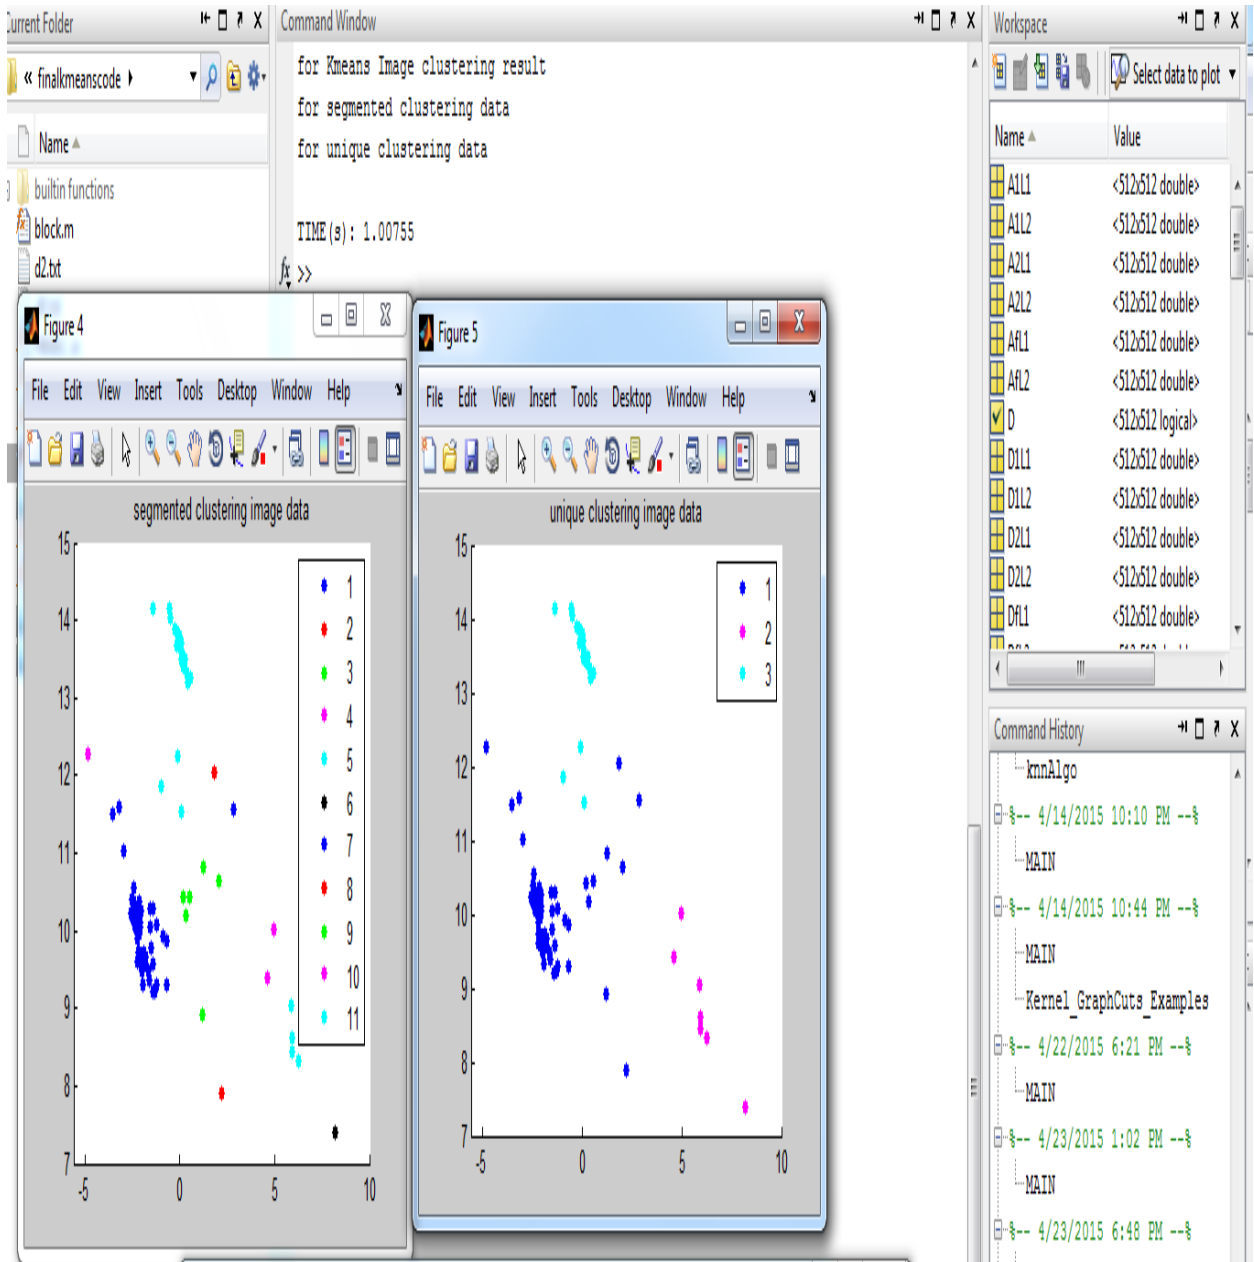 Current Folder
« finalkmeanscode
Name
builtin functions
block.m
d2.txt
Command Window
for Kmeans Image clustering result
for segmented clustering data
for unique clustering data
TIME(s): 1.00755
fx >>
Figure 4
File Edit View Insert Tools Desktop Window Help
segmented clustering image data
15
14
13
12
11
10
9
8
7
-5 0 5 10
1
2
3
4
5
6
7
8
9
10
11
Figure 5
File Edit View Insert Tools Desktop Window Help
unique clustering image data
15
14
13
12
11
10
9
8
7
-5 0 5 10
1
2
3
Workspace
Select data to plot
Name Value
A1L1 <512x512 double>
A1L2 <512x512 double>
A2L1 <512x512 double>
A2L2 <512x512 double>
AfL1 <512x512 double>
AfL2 <512x512 double>
D <512x512 logical>
D1L1 <512x512 double>
D1L2 <512x512 double>
D2L1 <512x512 double>
D2L2 <512x512 double>
DfL1 <512x512 double>
Command History
knnAlgo
%-- 4/14/2015 10:10 PM --%
MAIN
%-- 4/14/2015 10:44 PM --%
MAIN
Kernel_GraphCuts_Examples
%-- 4/22/2015 6:21 PM --%
MAIN
%-- 4/23/2015 1:02 PM --%
MAIN
%-- 4/23/2015 6:48 PM --%